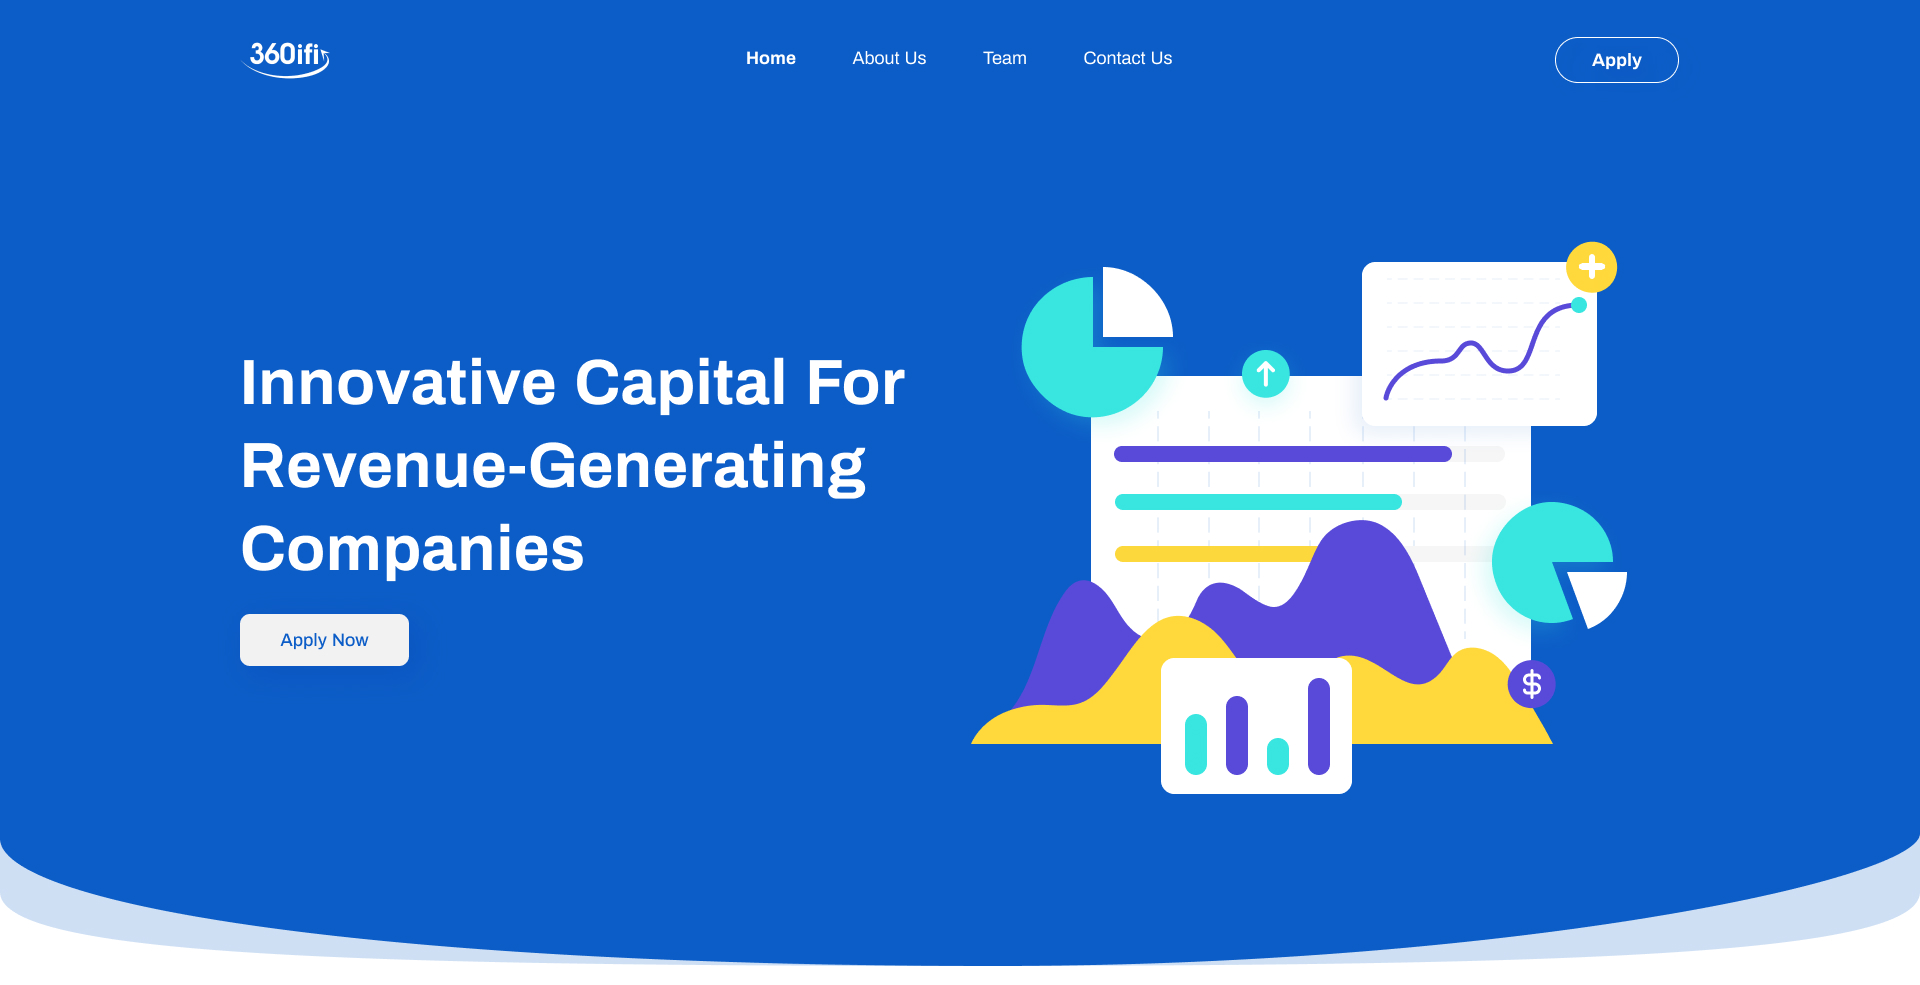 360ifi
Home About Us Team Contact Us
Apply
Innovative Capital For
Revenue-Generating
Companies
Apply Now
$